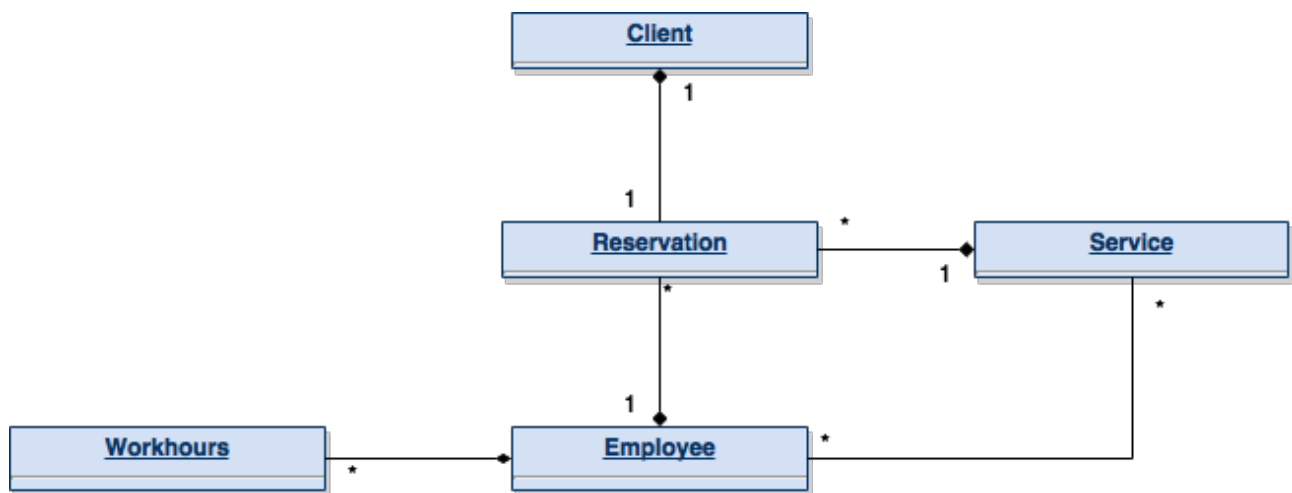 Client
1
1
Reservation
*
1
Service
*
*
1
Workhours
*
Employee
*